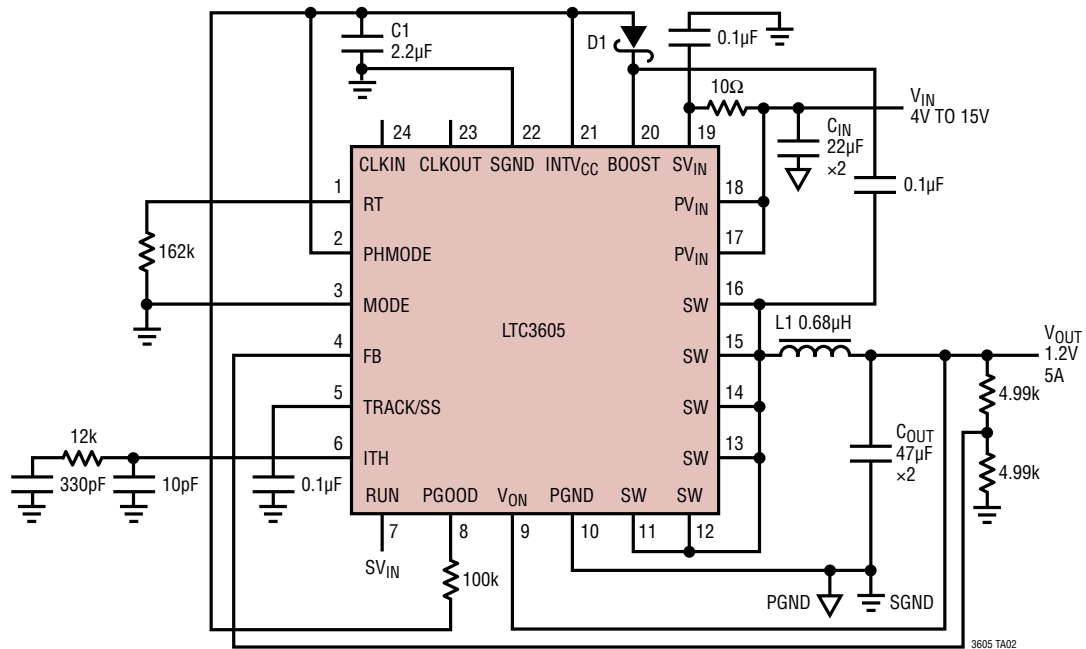 C1
2.2µF
D1
0.1µF
10Ω
V_IN
4V TO 15V
C_IN
22µF
×2
0.1µF
24
23
22
21
20
19
CLKIN
CLKOUT
SGND
INTV_CC
BOOST
SV_IN
1
RT
18
PV_IN
162k
2
PHMODE
17
PV_IN
3
MODE
16
SW
LTC3605
L1 0.68µH
4
FB
15
SW
V_OUT
1.2V
5A
4.99k
5
TRACK/SS
14
SW
12k
6
ITH
13
SW
C_OUT
47µF
×2
4.99k
330pF
10pF
0.1µF
RUN
PGOOD
V_ON
PGND
SW
SW
7
8
9
10
11
12
SV_IN
100k
PGND
SGND
3605 TA02